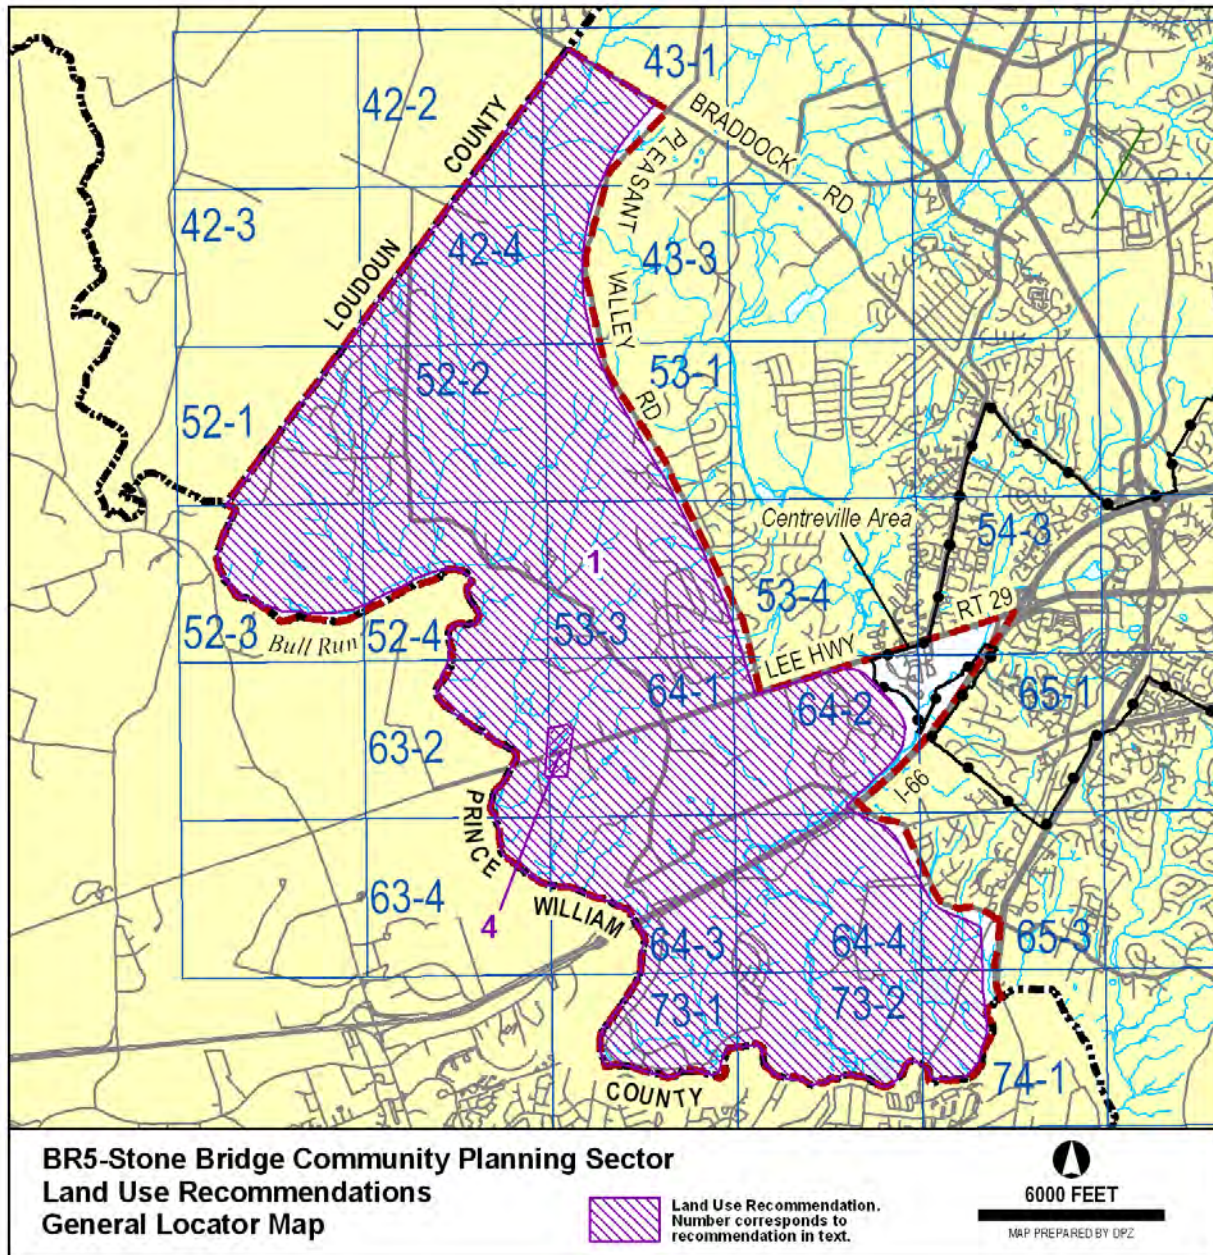 43-1
42-2
BRADDOCK RD
COUNTY
PLEASANT VALLEY RD
42-3
42-4
43-3
LOUDOUN
52-2
53-1
52-1
Centreville Area
54-3
1
53-4
RT 29
52-3
Bull Run
52-4
53-3
LEE HWY
64-1
64-2
65-1
63-2
I-66
PRINCE
63-4
WILLIAM
4
64-3
64-4
65-3
73-1
73-2
74-1
COUNTY
BR5-Stone Bridge Community Planning Sector
Land Use Recommendations
General Locator Map
Land Use Recommendation.
Number corresponds to
recommendation in text.
6000 FEET
MAP PREPARED BY DPZ